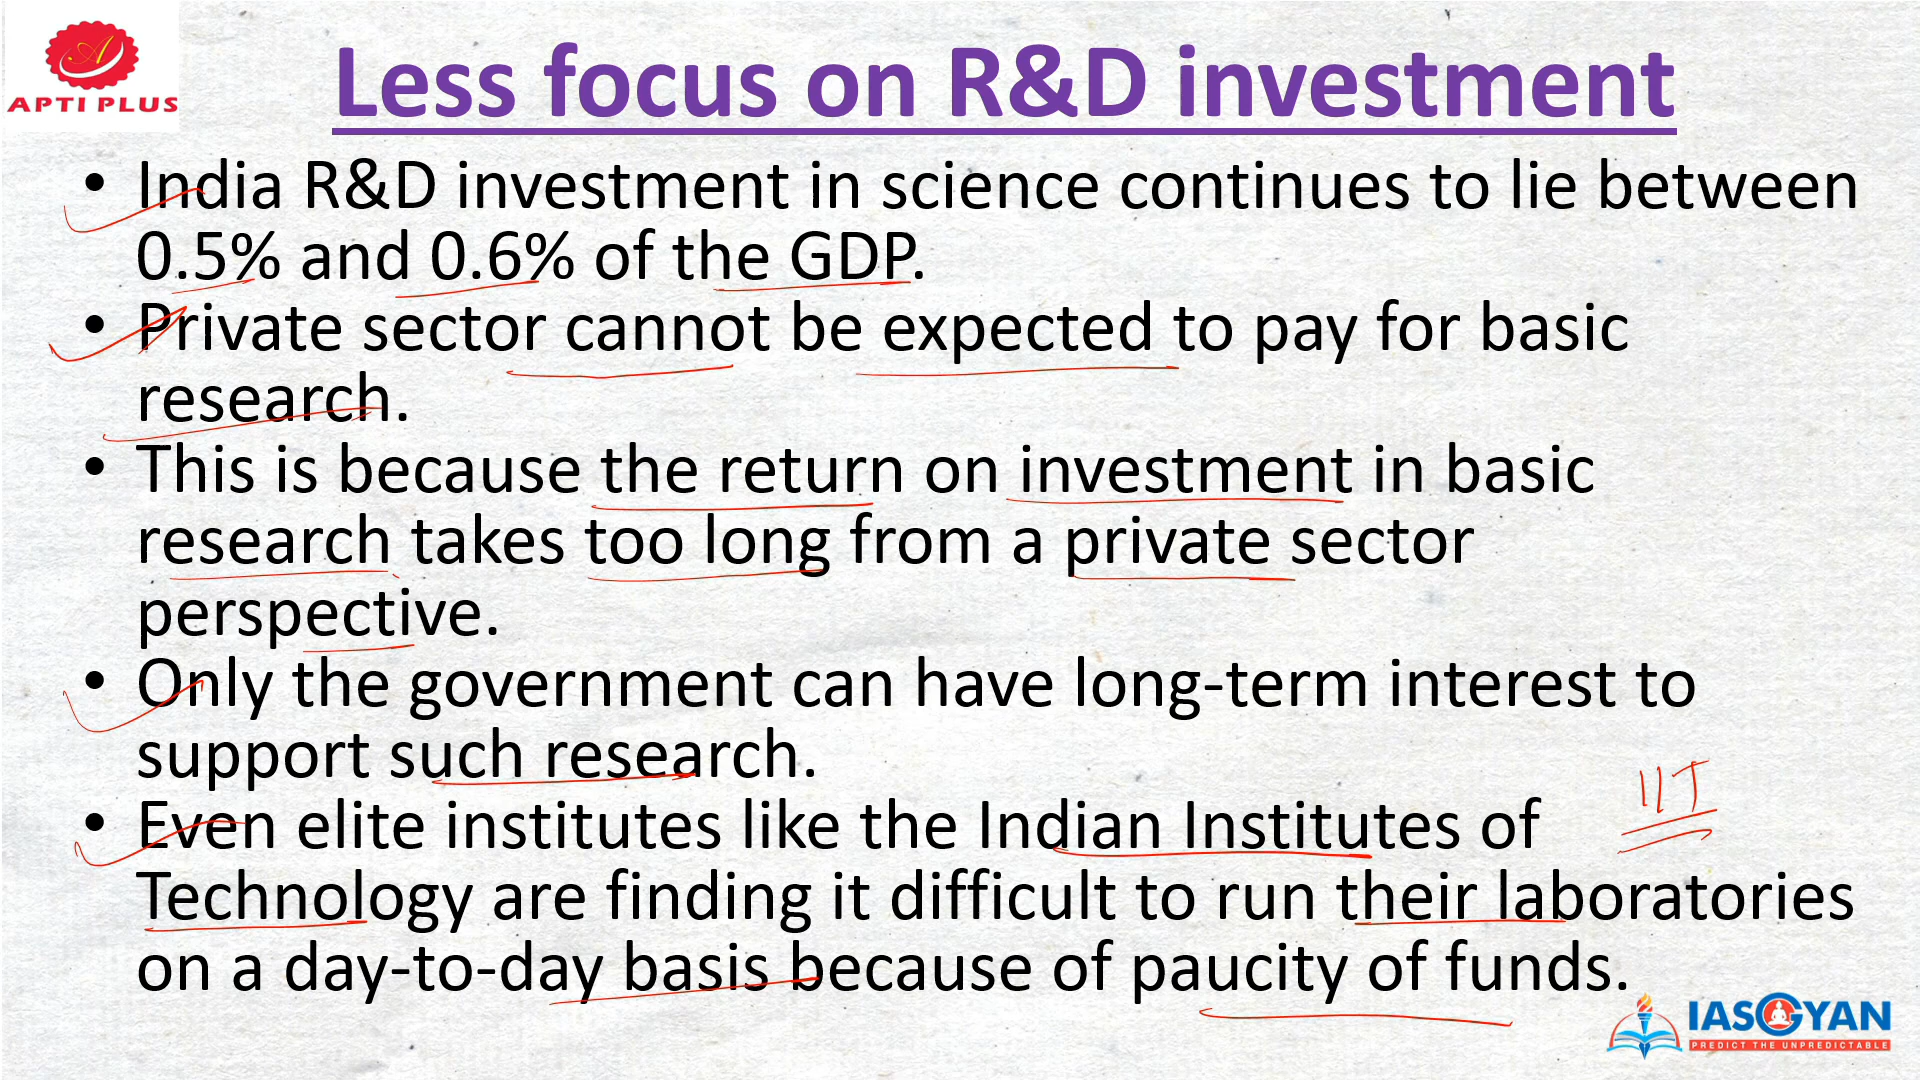 APTI PLUS
Less focus on R&D investment
• India R&D investment in science continues to lie between
0.5% and 0.6% of the GDP.
• Private sector cannot be expected to pay for basic
research.
• This is because the return on investment in basic
research takes too long from a private sector
perspective.
• Only the government can have long-term interest to
support such research.
IIT
• Even elite institutes like the Indian Institutes of
Technology are finding it difficult to run their laboratories
on a day-to-day basis because of paucity of funds.
IASGYAN
PREDICT THE UNPREDICTABLE